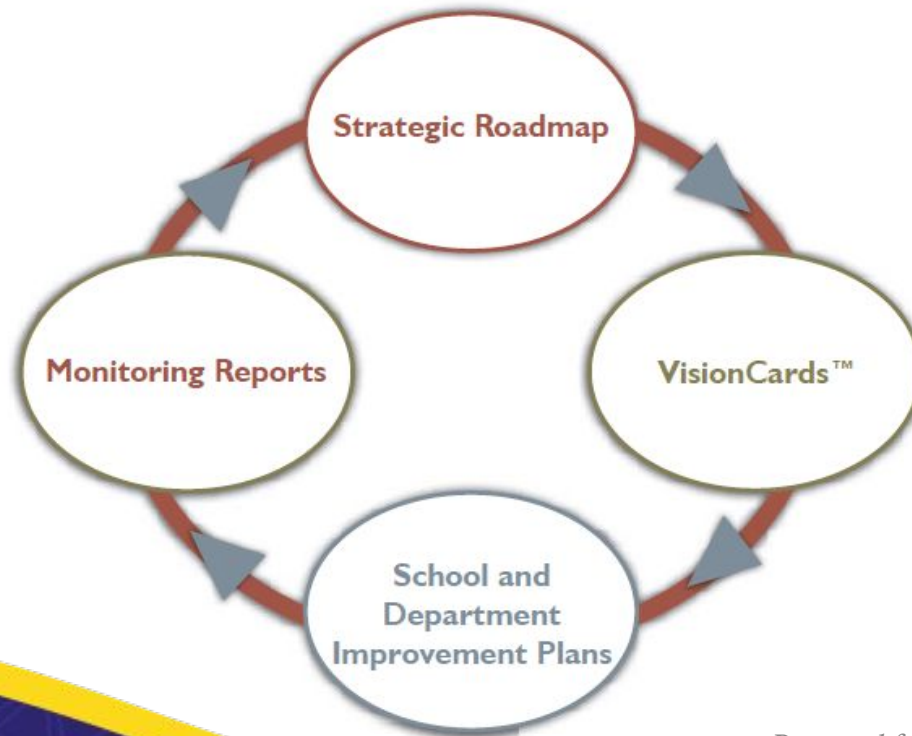 Strategic Roadmap
Monitoring Reports
VisionCards™
School and
Department
Improvement Plans